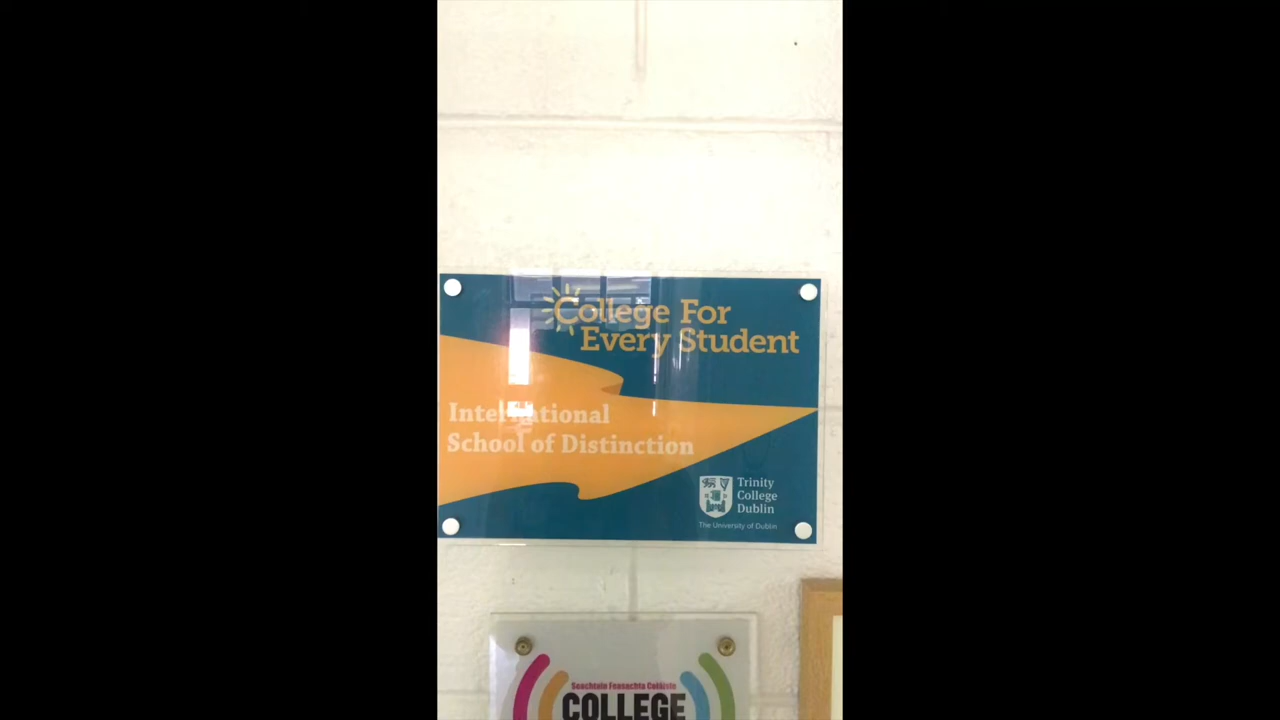 College For
Every Student
International
School of Distinction
Trinity
College
Dublin
The University of Dublin
Seachtain Feasachta Coláiste
COLLEGE